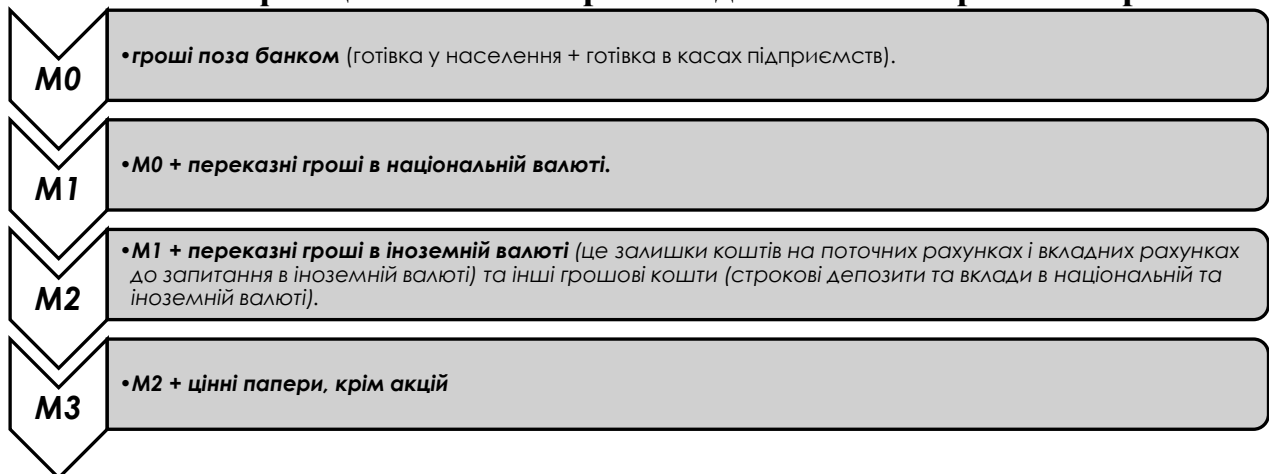 M0
•гроші поза банком (готівка у населення + готівка в касах підприємств).
M1
•M0 + переказні гроші в національній валюті.
M2
•M1 + переказні гроші в іноземній валюті (це залишки коштів на поточних рахунках і вкладних рахунках
до запитання в іноземній валюті) та інші грошові кошти (строкові депозити та вклади в національній та
іноземній валюті).
M3
•M2 + цінні папери, крім акцій